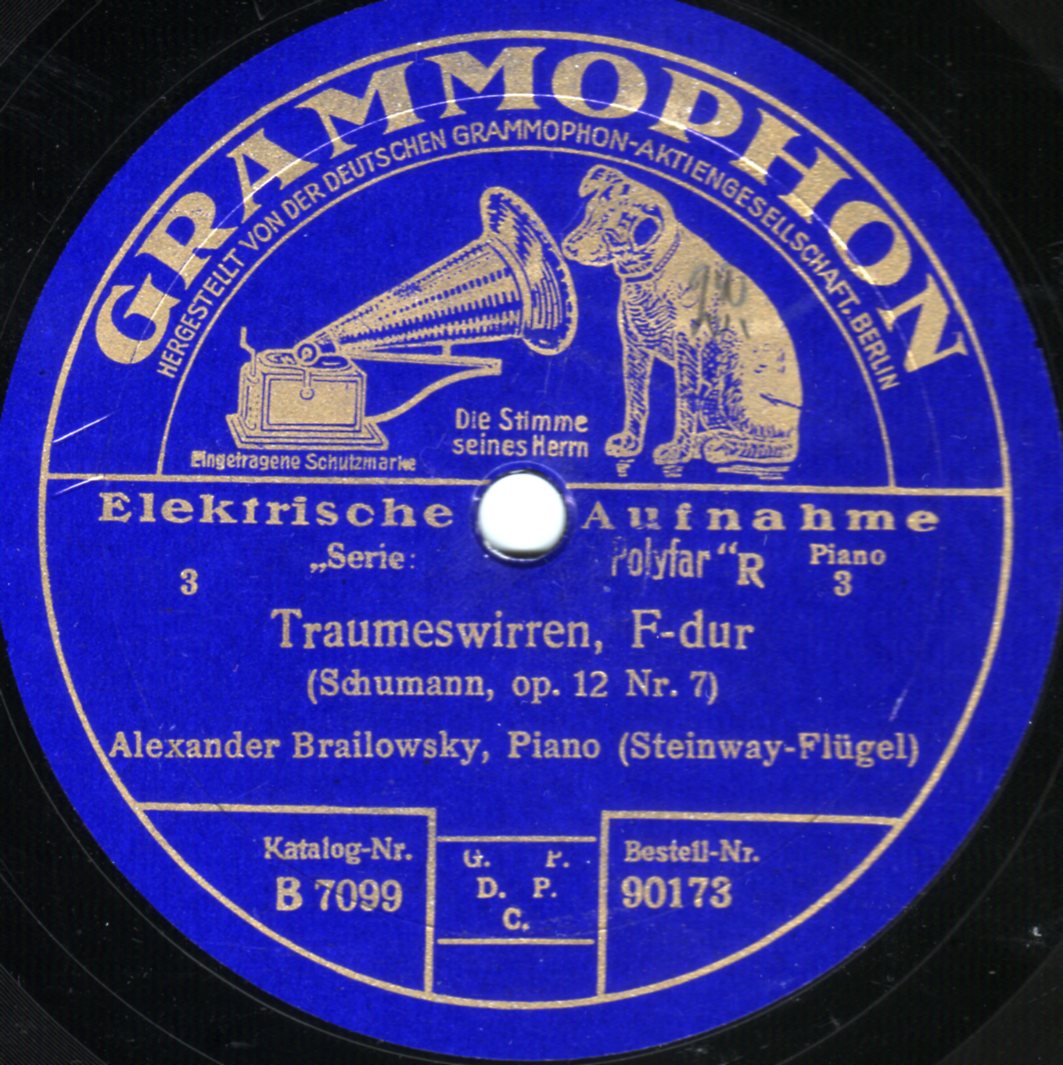 GRAMMOPHON
HERGESTELLT VON DER DEUTSCHEN GRAMMOPHON-AKTIENGESELLSCHAFT, BERLIN
Die Stimme
seines Herrn
Eingetragene Schutzmarke
Elektrische Aufnahme
„Serie: Polyfar “R Piano
3 3
Traumeswirren, F-dur
(Schumann, op. 12 Nr. 7)
Alexander Brailowsky, Piano (Steinway-Flügel)
Katalog-Nr.
B 7099
G. P.
D. P.
C.
Bestell-Nr.
90173